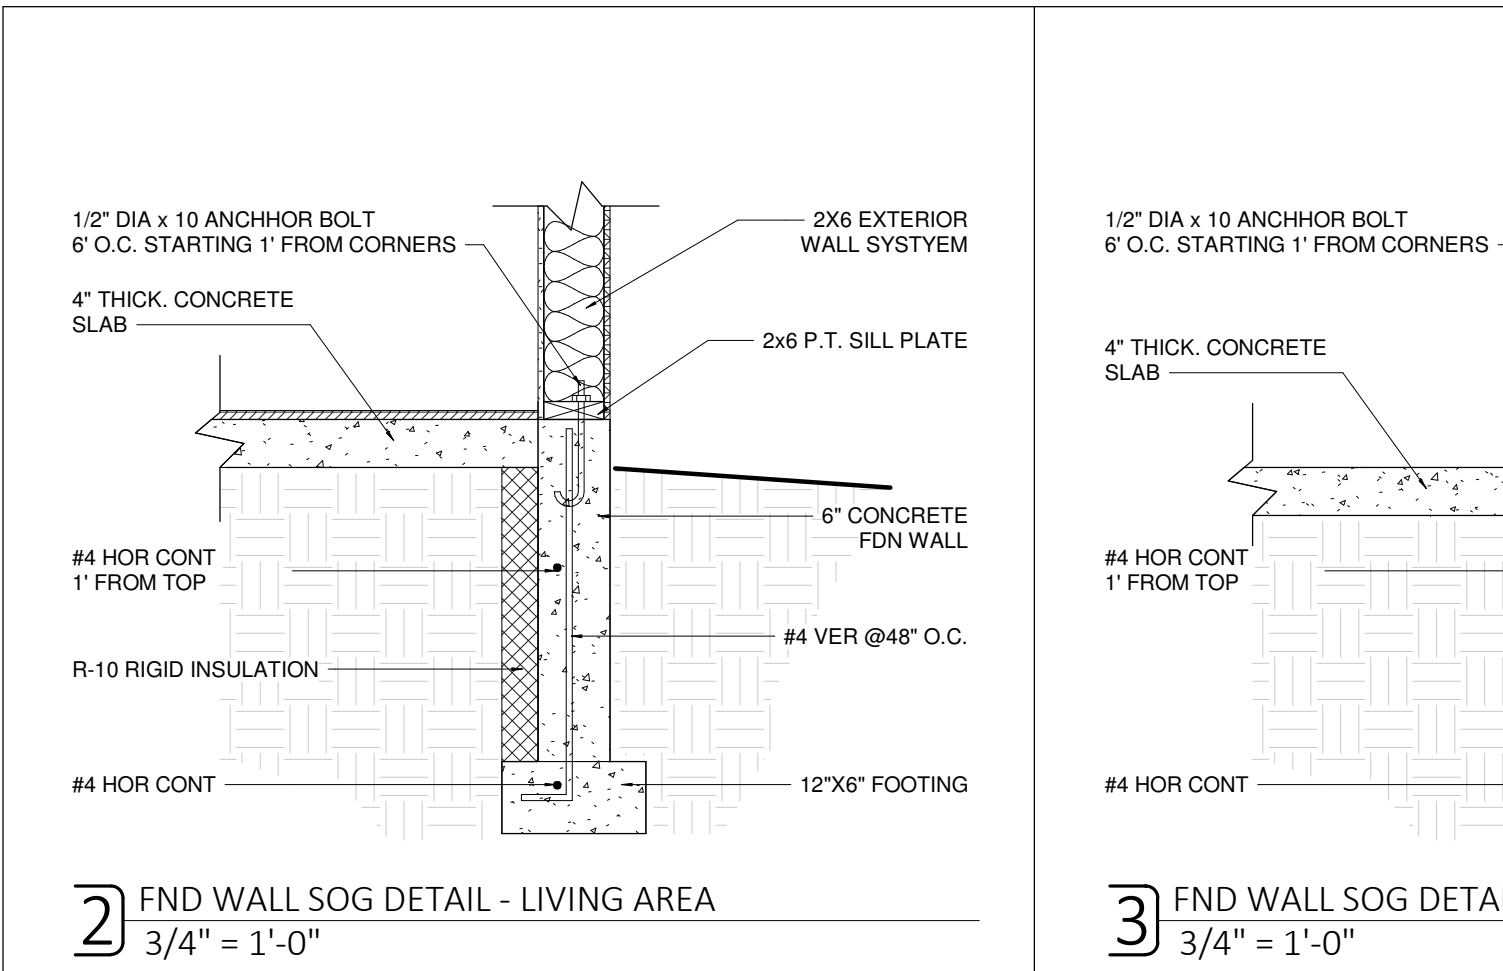 1/2" DIA x 10 ANCHHOR BOLT
6' O.C. STARTING 1' FROM CORNERS
4" THICK. CONCRETE
SLAB
2X6 EXTERIOR
WALL SYSTYEM
2x6 P.T. SILL PLATE
6" CONCRETE
FDN WALL
#4 HOR CONT
1' FROM TOP
#4 VER @48" O.C.
R-10 RIGID INSULATION
#4 HOR CONT
12"X6" FOOTING
2
FND WALL SOG DETAIL - LIVING AREA
3/4" = 1'-0"
1/2" DIA x 10 ANCHHOR BOLT
6' O.C. STARTING 1' FROM CORNERS
4" THICK. CONCRETE
SLAB
#4 HOR CONT
1' FROM TOP
#4 HOR CONT
3
FND WALL SOG
3/4" = 1'-0"